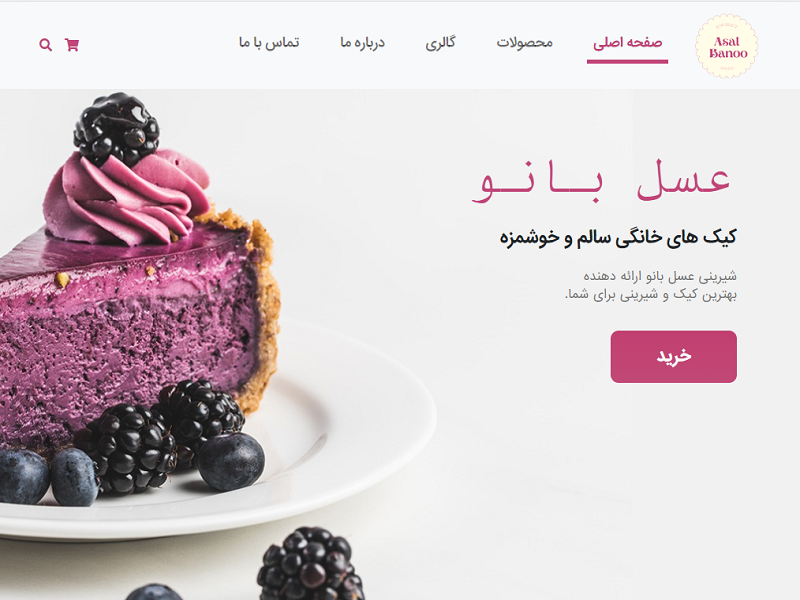 Asal
Banoo
صفحه اصلی
محصولات
گالری
درباره ما
تماس با ما
عسل بانو
کیک های خانگی سالم و خوشمزه
شیرینی عسل بانو ارائه دهنده
بهترین کیک و شیرینی برای شما.
خرید